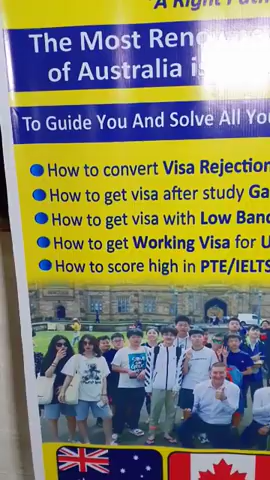 "A Right Path
The Most Reno
of Australia is
To Guide You And Solve All You
How to convert Visa Rejection
How to get visa after study Ga
How to get visa with Low Band
How to get Working Visa for U
How to score high in PTE/IELTS